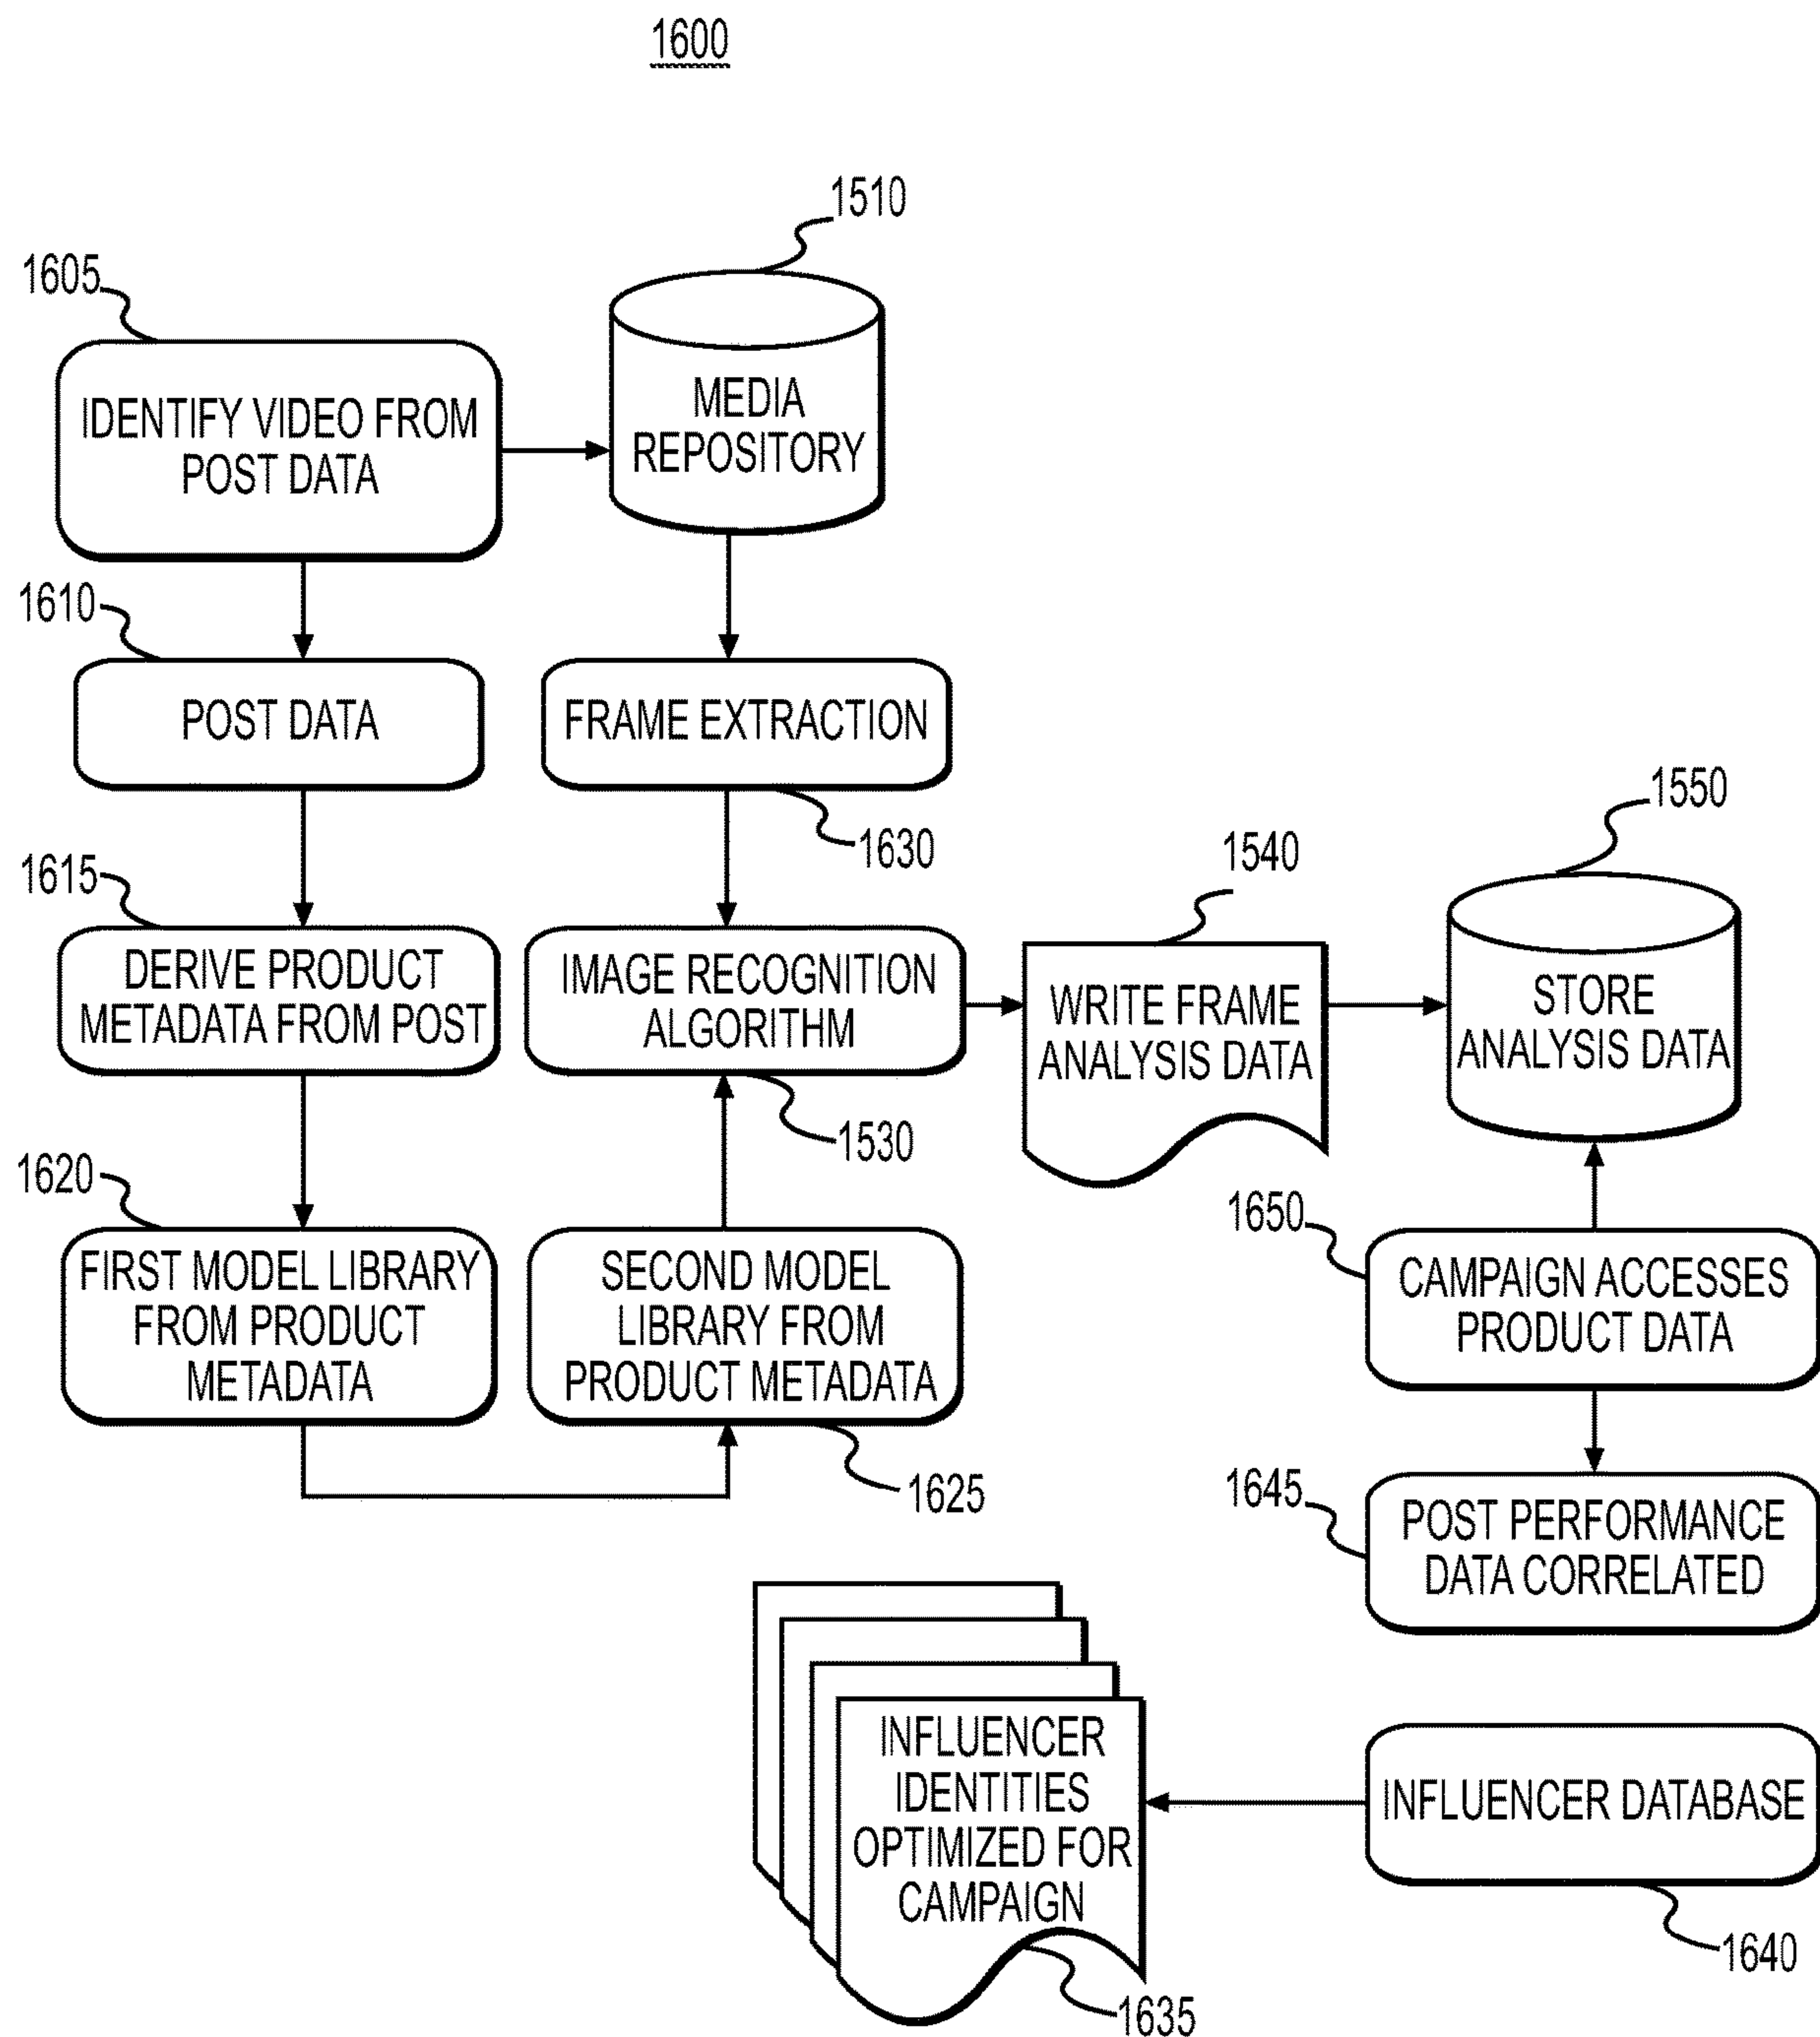 1600
1510
1605
IDENTIFY VIDEO FROM
POST DATA
MEDIA
REPOSITORY
1610
POST DATA
FRAME EXTRACTION
1630
1615
DERIVE PRODUCT
METADATA FROM POST
IMAGE RECOGNITION
ALGORITHM
1530
1540
WRITE FRAME
ANALYSIS DATA
1550
STORE
ANALYSIS DATA
1620
FIRST MODEL LIBRARY
FROM PRODUCT
METADATA
SECOND MODEL
LIBRARY FROM
PRODUCT METADATA
1625
1650
CAMPAIGN ACCESSES
PRODUCT DATA
1645
POST PERFORMANCE
DATA CORRELATED
INFLUENCER
IDENTITIES
OPTIMIZED FOR
CAMPAIGN
1635
INFLUENCER DATABASE
1640